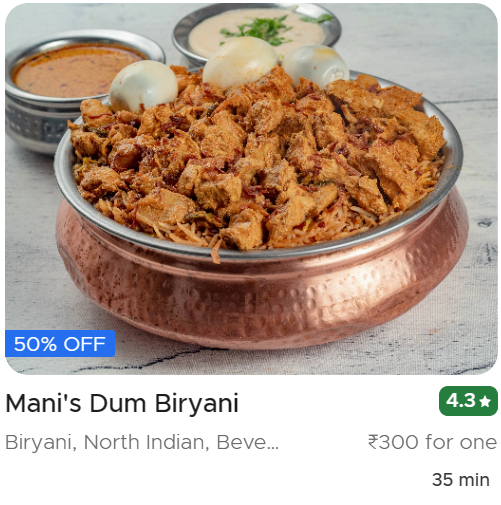 50% OFF
Mani's Dum Biryani 4.3★
Biryani, North Indian, Beve... ₹300 for one
35 min